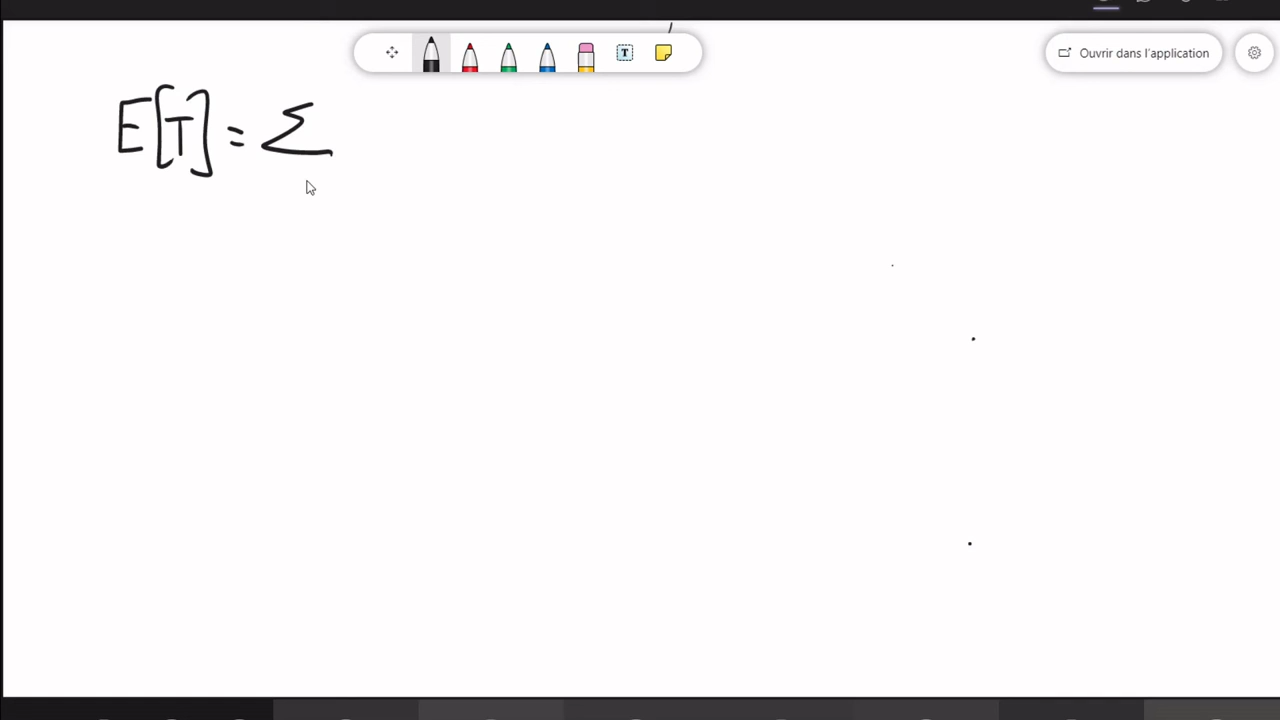 Ouvrir dans l'application
E[T] = Σ